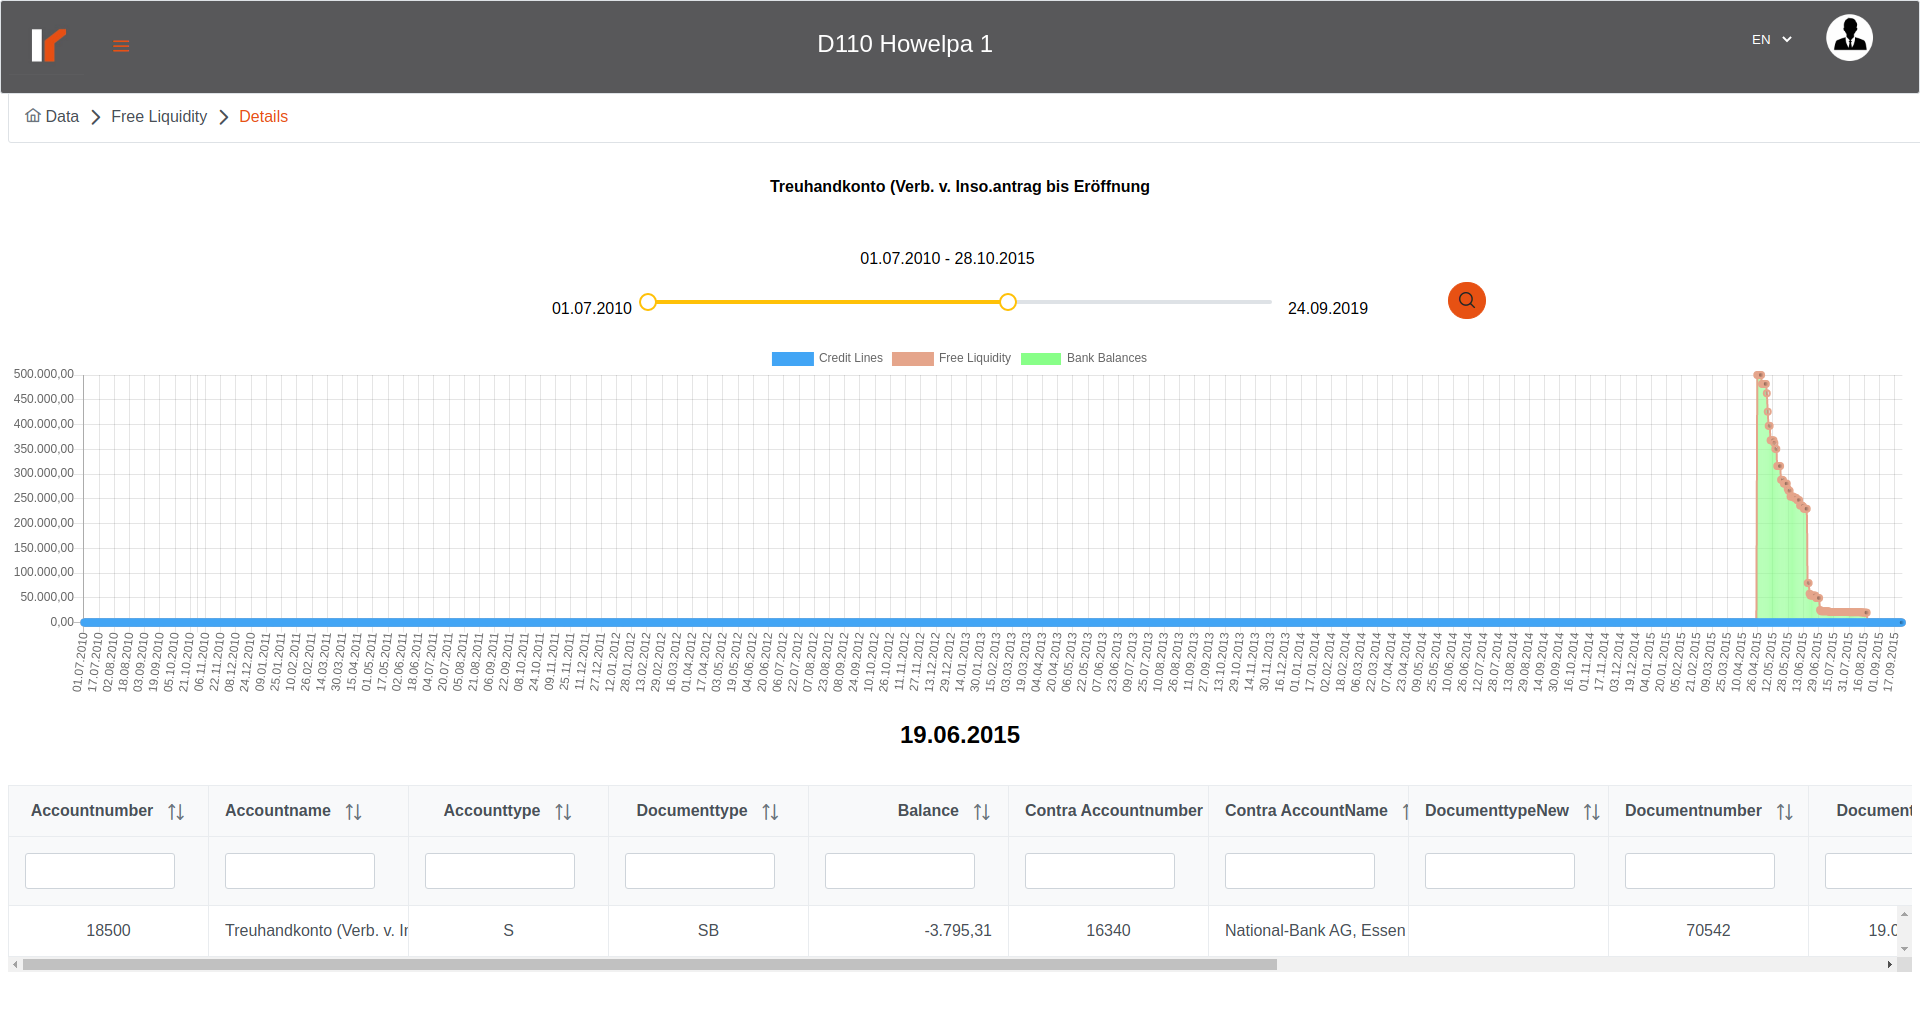 D110 Howelpa 1
EN
Data
Free Liquidity
Details
Treuhandkonto (Verb. v. Inso.antrag bis Eröffnung
01.07.2010 - 28.10.2015
01.07.2010
24.09.2019
Credit Lines
Free Liquidity
Bank Balances
500.000,00
450.000,00
400.000,00
350.000,00
300.000,00
250.000,00
200.000,00
150.000,00
100.000,00
50.000,00
0,00
01.07.2010 17.07.2010 02.08.2010 18.08.2010 03.09.2010 19.09.2010 05.10.2010 21.10.2010 06.11.2010 22.11.2010 08.12.2010 24.12.2010 09.01.2011 25.01.2011 10.02.2011 26.02.2011 14.03.2011 30.03.2011 15.04.2011 01.05.2011 17.05.2011 02.06.2011 18.06.2011 04.07.2011 20.07.2011 05.08.2011 21.08.2011 06.09.2011 22.09.2011 08.10.2011 24.10.2011 09.11.2011 25.11.2011 11.12.2011 27.12.2011 12.01.2012 28.01.2012 13.02.2012 29.02.2012 16.03.2012 01.04.2012 17.04.2012 03.05.2012 19.05.2012 04.06.2012 20.06.2012 06.07.2012 22.07.2012 07.08.2012 23.08.2012 08.09.2012 24.09.2012 10.10.2012 26.10.2012 11.11.2012 27.11.2012 13.12.2012 29.12.2012 14.01.2013 30.01.2013 15.02.2013 03.03.2013 19.03.2013 04.04.2013 20.04.2013 06.05.2013 22.05.2013 07.06.2013 23.06.2013 09.07.2013 25.07.2013 10.08.2013 26.08.2013 11.09.2013 27.09.2013 13.10.2013 29.10.2013 14.11.2013 30.11.2013 16.12.2013 01.01.2014 17.01.2014 02.02.2014 18.02.2014 06.03.2014 22.03.2014 07.04.2014 23.04.2014 09.05.2014 25.05.2014 10.06.2014 26.06.2014 12.07.2014 28.07.2014 13.08.2014 29.08.2014 14.09.2014 30.09.2014 16.10.2014 01.11.2014 17.11.2014 03.12.2014 19.12.2014 04.01.2015 20.01.2015 05.02.2015 21.02.2015 09.03.2015 25.03.2015 10.04.2015 26.04.2015 12.05.2015 28.05.2015 13.06.2015 29.06.2015 15.07.2015 31.07.2015 16.08.2015 01.09.2015 17.09.2015
19.06.2015
Accountnumber Accountname Accounttype Documenttype Balance Contra Accountnumber Contra AccountName DocumenttypeNew Documentnumber Document
18500 Treuhandkonto (Verb. v. S SB -3.795,31 16340 National-Bank AG, Essen 70542 19.0